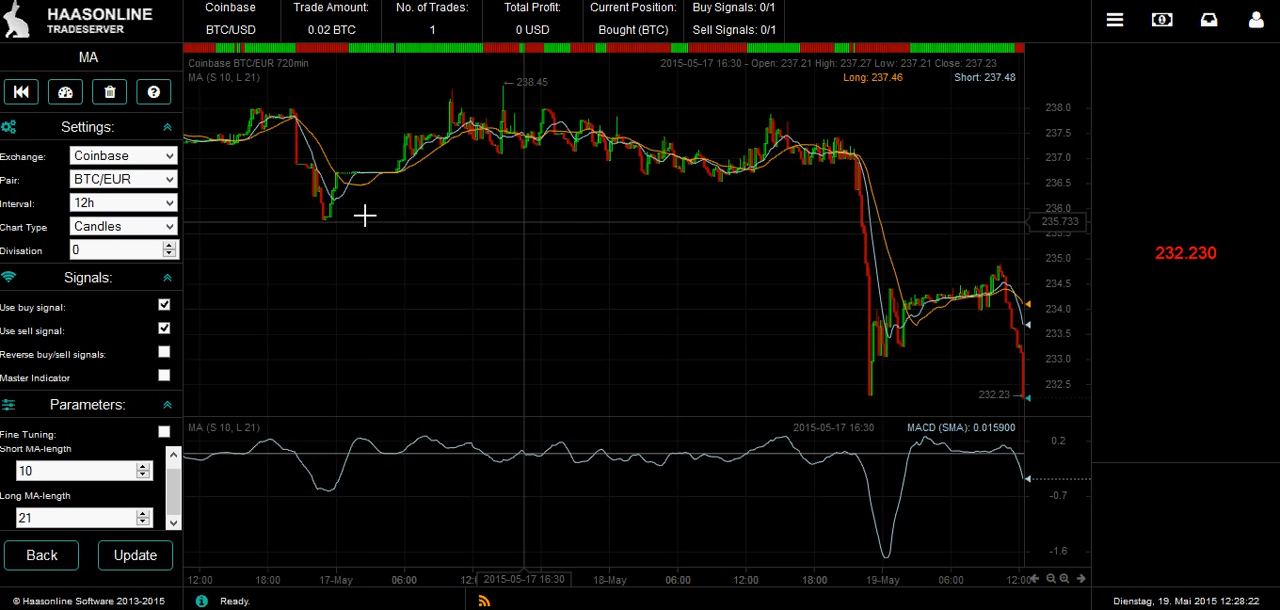 HAASONLINE
TRADESERVER
Coinbase
BTC/USD
Trade Amount:
0.02 BTC
No. of Trades:
1
Total Profit:
0 USD
Current Position:
Bought (BTC)
Buy Signals: 0/1
Sell Signals: 0/1
MA
Settings:
Exchange:
Coinbase
Pair:
BTC/EUR
Interval:
12h
Chart Type
Candles
Divisation
0
Signals:
Use buy signal:
Use sell signal:
Reverse buy/sell signals:
Master Indicator
Parameters:
Fine Tuning:
Short MA-length
10
Long MA-length
21
Back
Update
Coinbase BTC/EUR 720min
2015-05-17 16:30 - Open: 237.21 High: 237.27 Low: 237.21 Close: 237.23
MA (S 10, L 21)
Long: 237.46
Short: 237.48
238.45
238.0
237.5
237.0
236.5
236.0
235.733
235.5
235.0
234.5
234.0
233.5
233.0
232.5
232.23
232.230
MA (S 10, L 21)
2015-05-17 16:30
MACD (SMA): 0.015900
0.2
-0.7
-1.6
12:00
18:00
17-May
06:00
2015-05-17 16:30
18-May
06:00
12:00
18:00
19-May
06:00
12:00
© Haasonline Software 2013-2015
Ready.
Dienstag, 19. Mai 2015 12:28:22